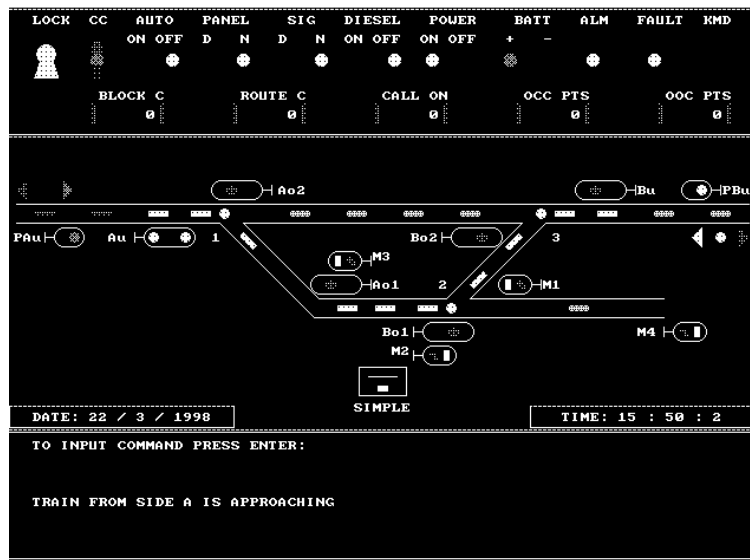 LOCK CC AUTO PANEL SIG DIESEL POWER BATT ALM FAULT KMD
ON OFF D N D N ON OFF ON OFF + -
BLOCK C ROUTE C CALL ON OCC PTS OOC PTS
0 0 0 0 0
Ao2 Bu PBu
PAu Au 1 Bo2 3
M3
Ao1 2 M1
Bo1 M4
M2
SIMPLE
DATE: 22 / 3 / 1998 TIME: 15 : 50 : 2
TO INPUT COMMAND PRESS ENTER:
TRAIN FROM SIDE A IS APPROACHING